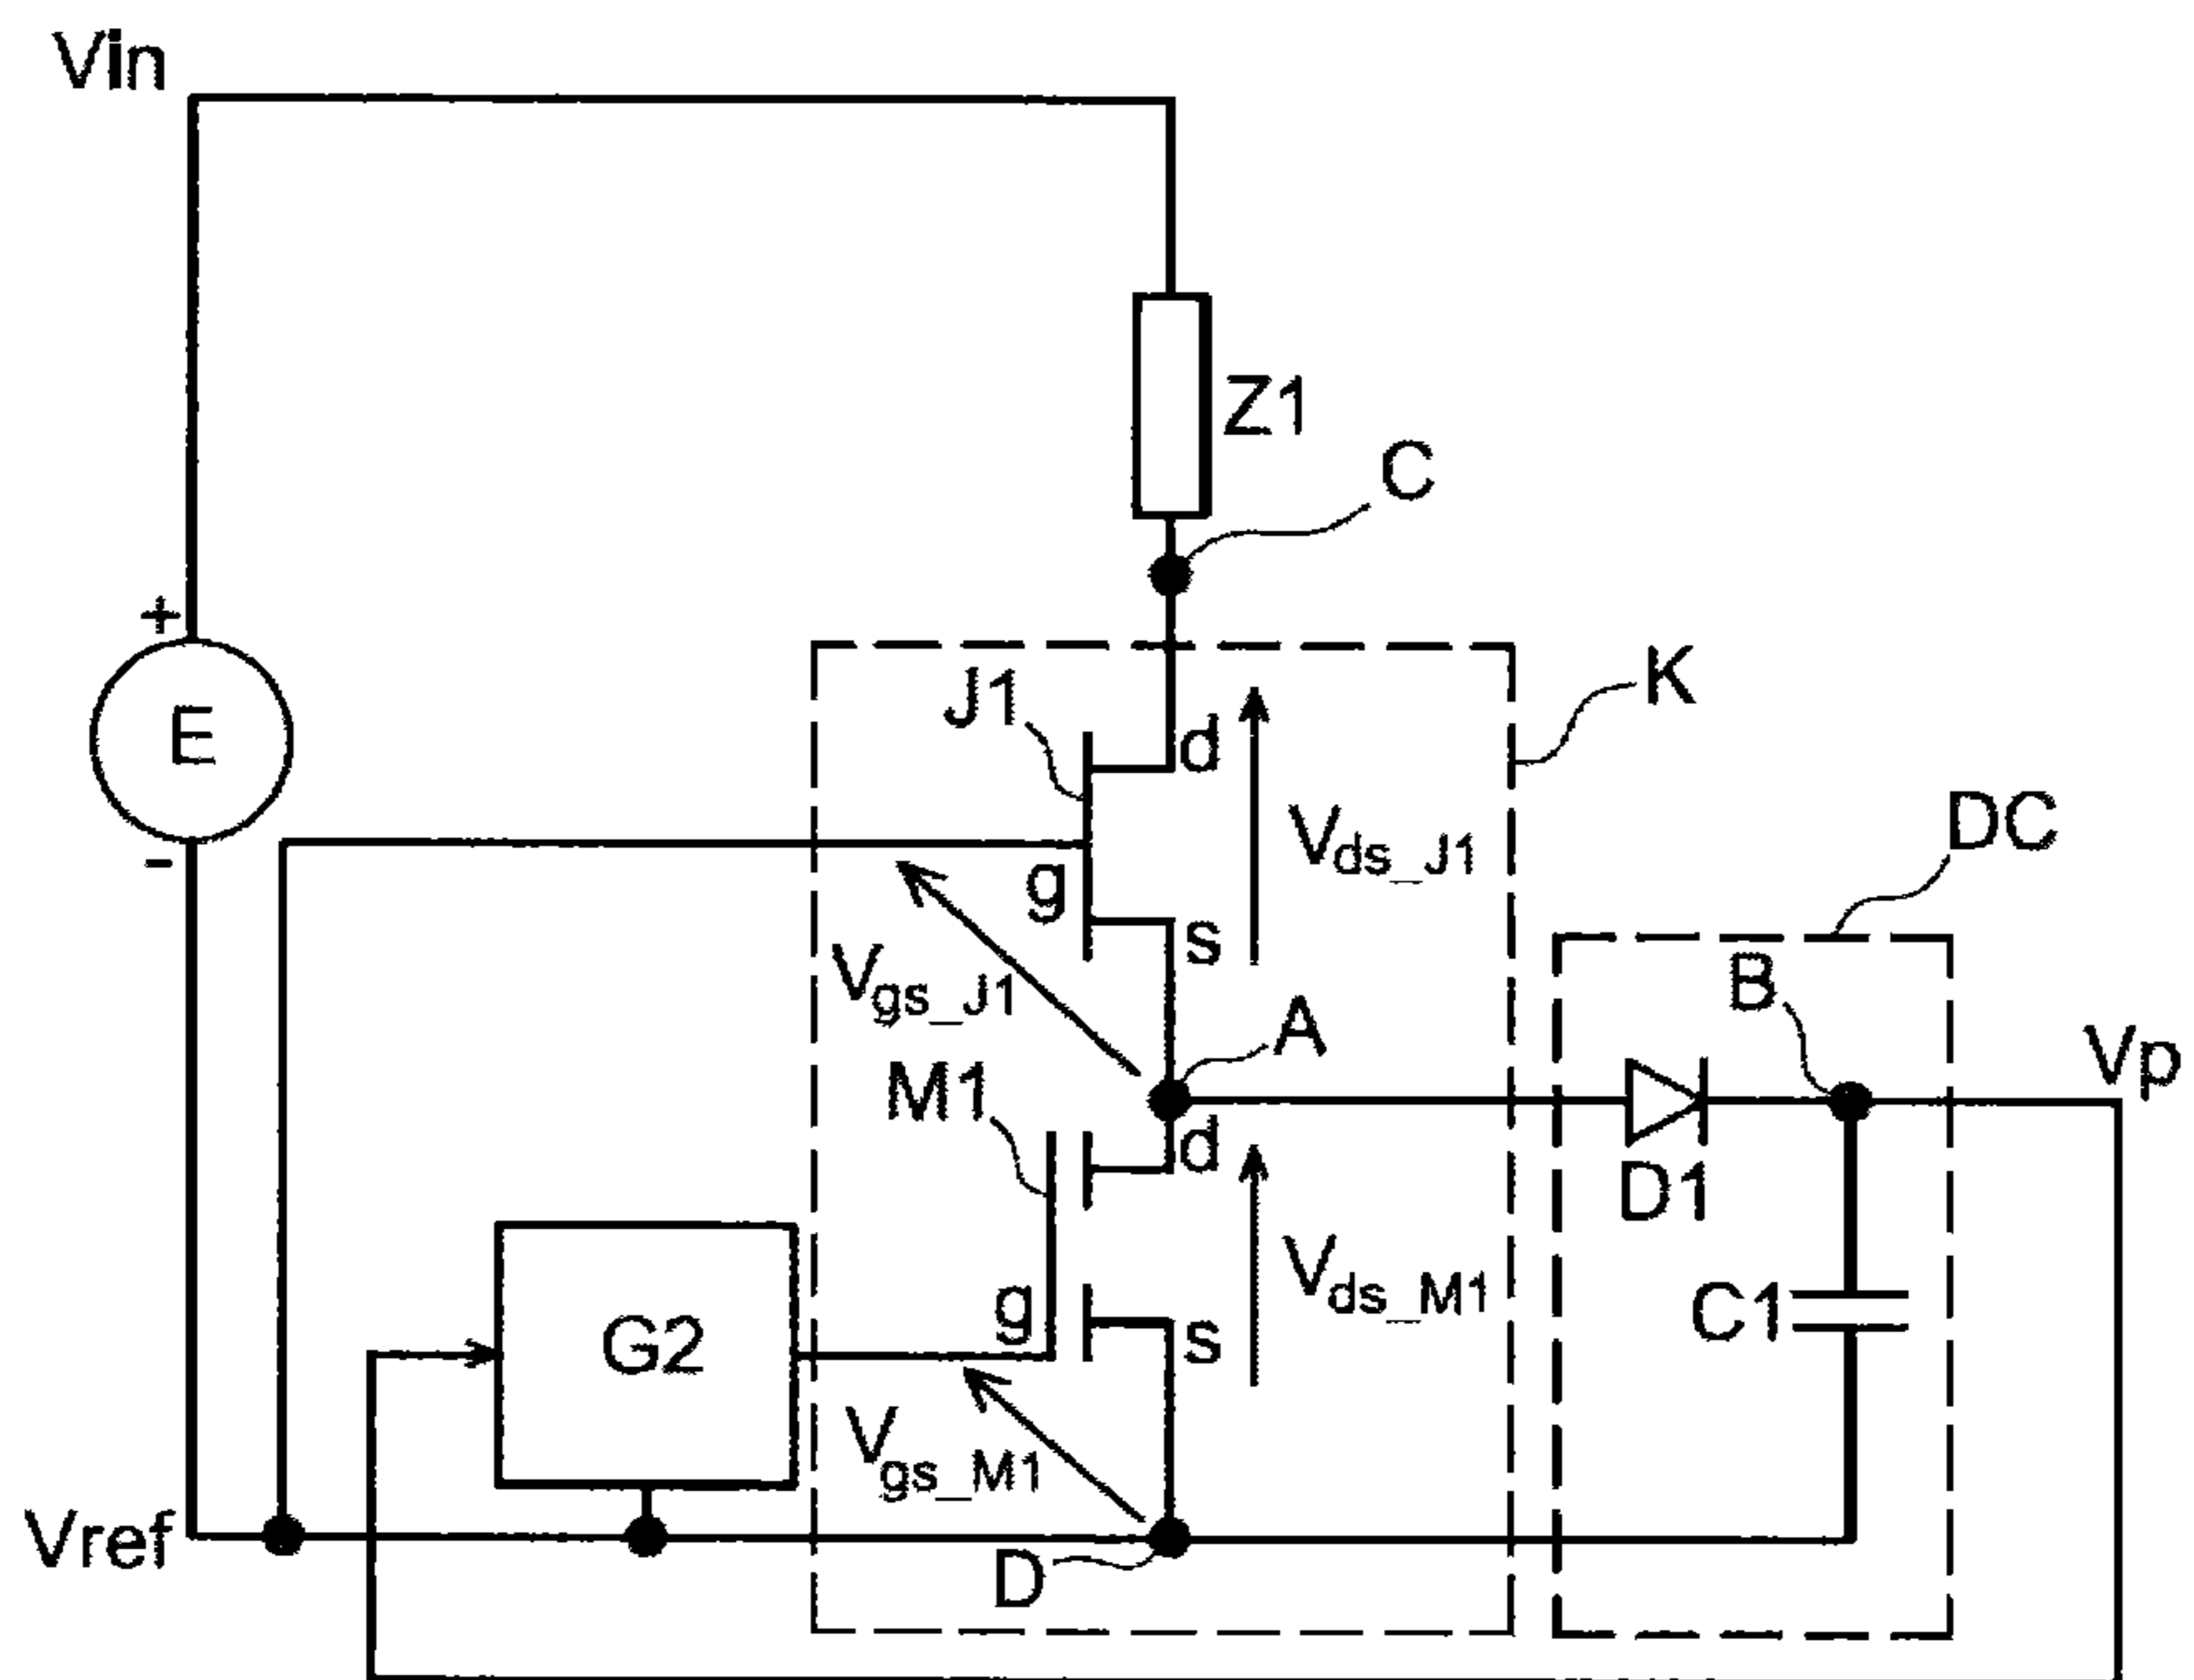 Vin
Z1
C
+
E
-
J1
d
K
Vds_J1
g
s
DC
Vgs_J1
B
A
Vp
M1
d
D1
Vds_M1
G2
g
s
C1
Vgs_M1
Vref
D